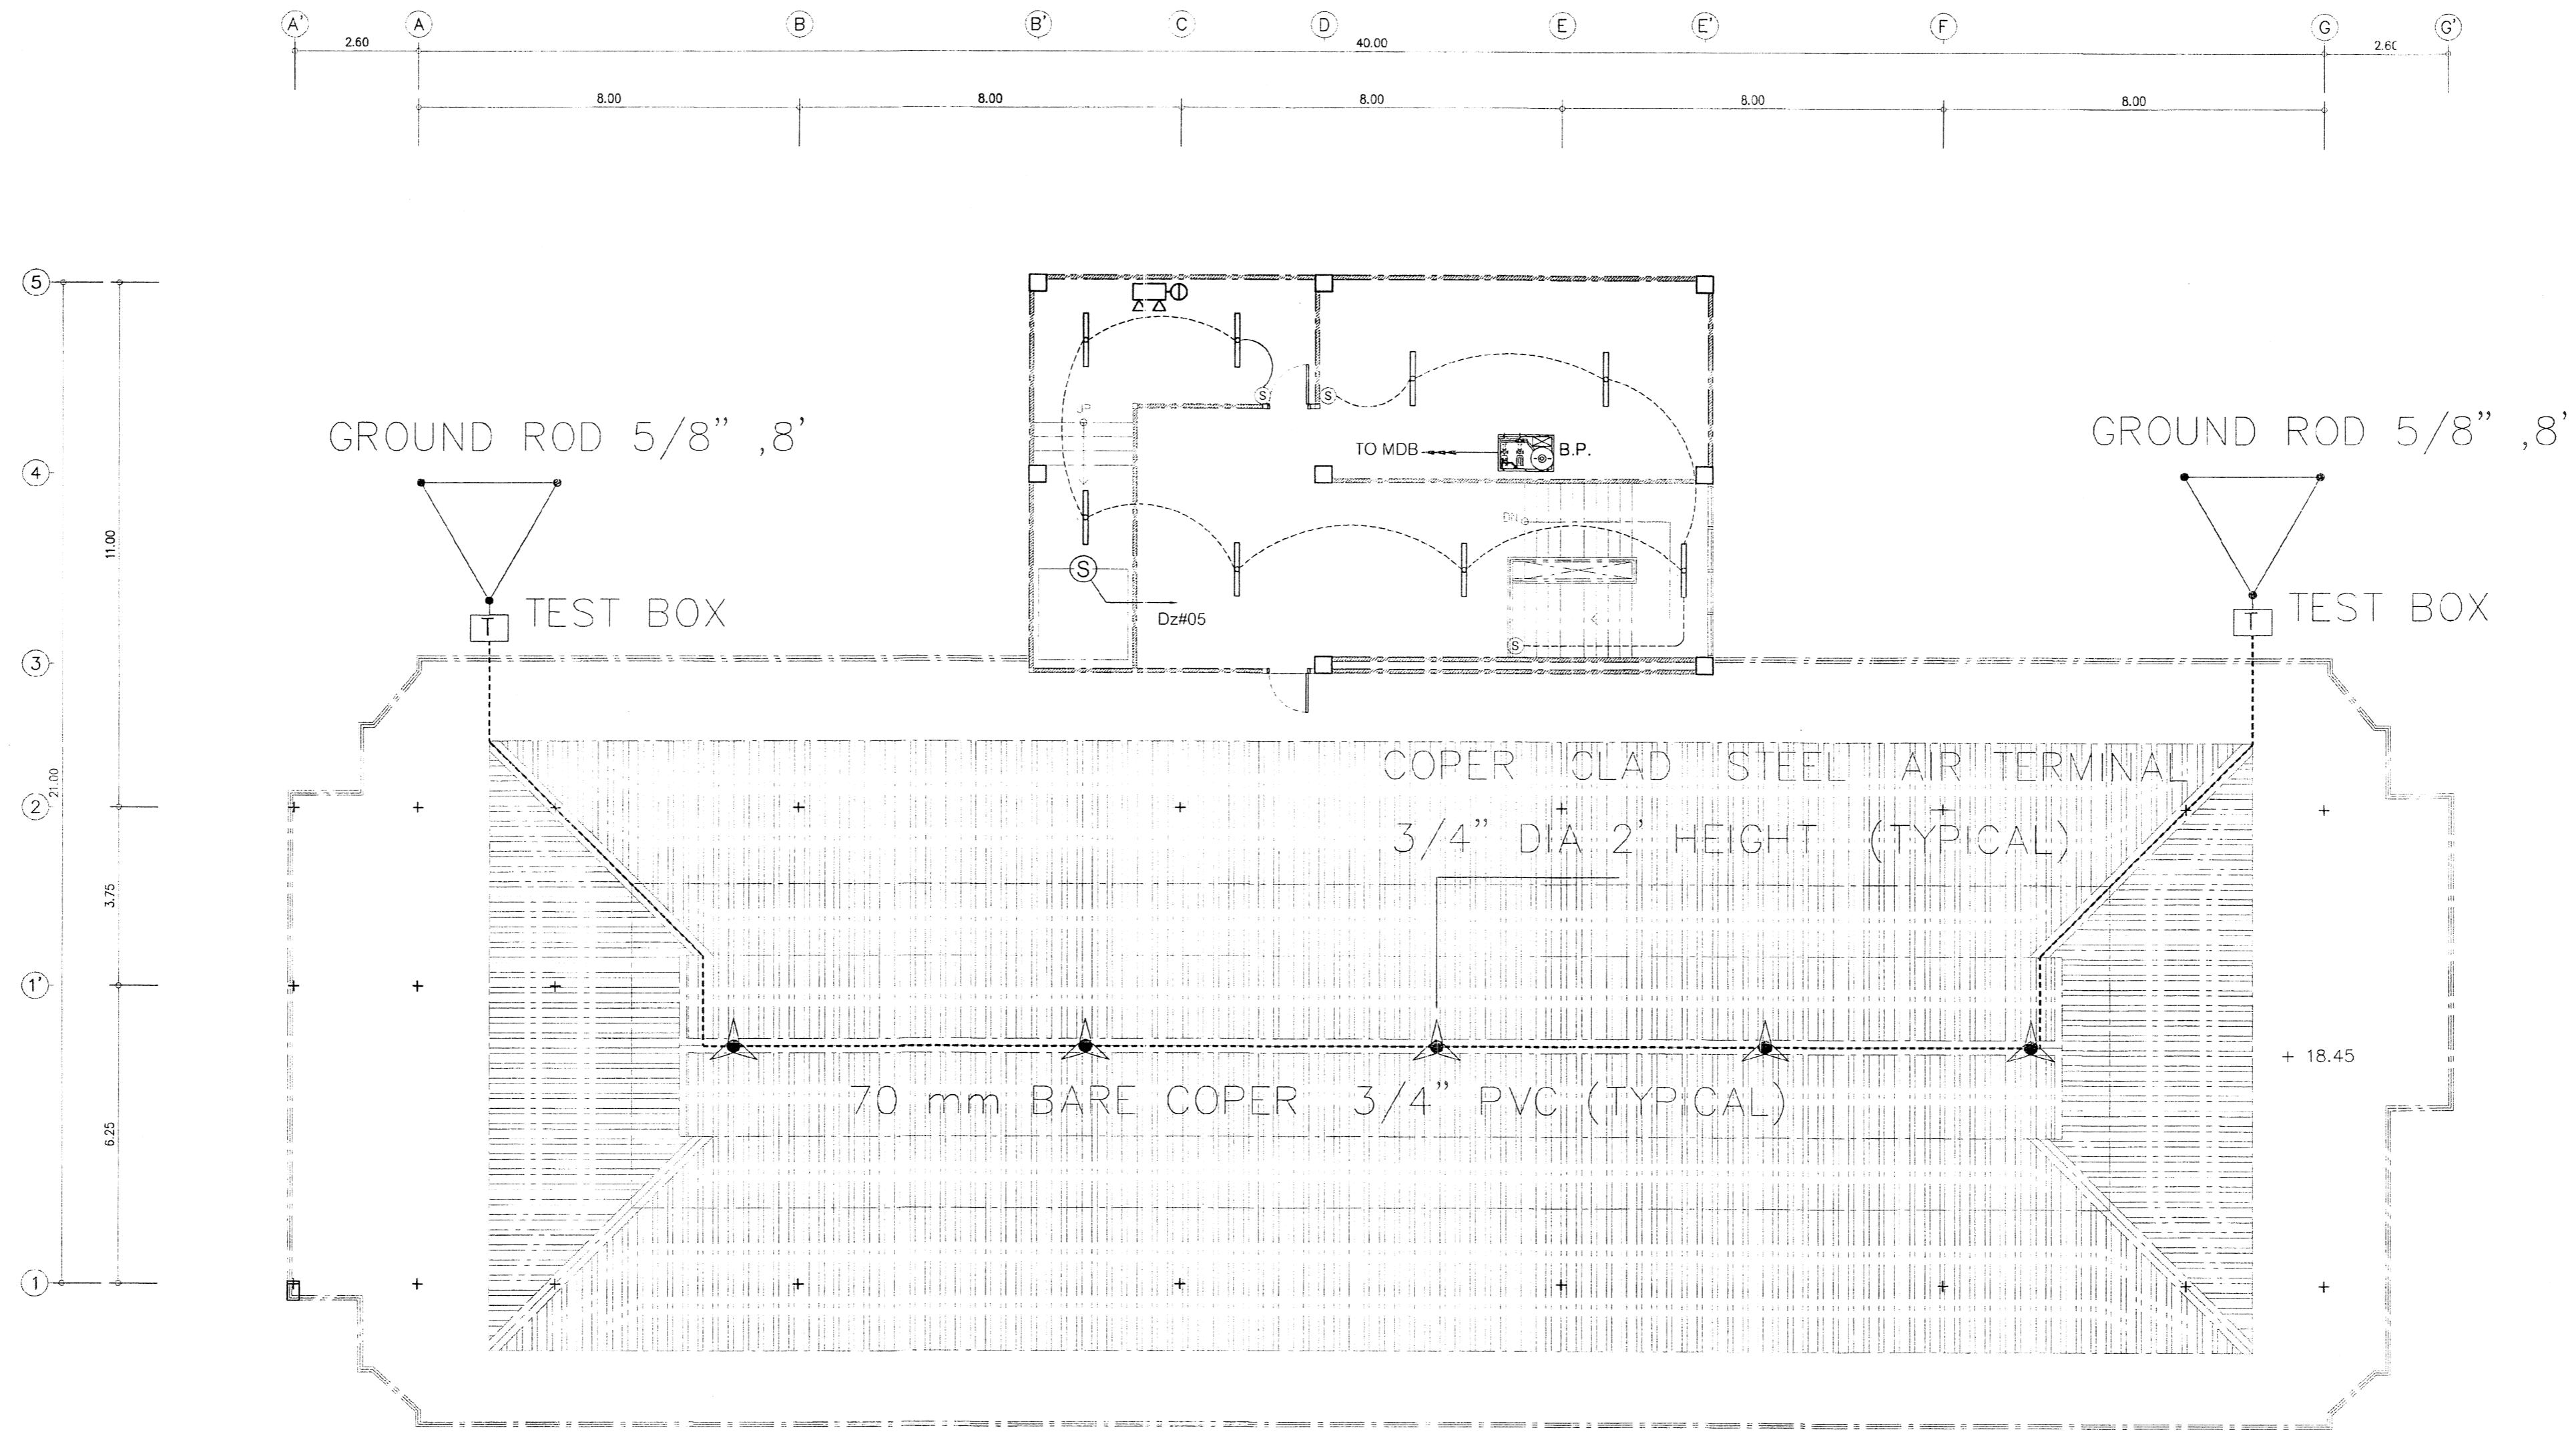 A' A B B' C D E E' F G G'
2.60 40.00 2.60
8.00 8.00 8.00 8.00 8.00
5
4
3
2
1'
1
11.00
21.00
3.75
6.25
GROUND ROD 5/8" ,8'
TEST BOX
T
S S
TO MDB
B.P.
DN
S
Dz#05
S
GROUND ROD 5/8" ,8'
T
TEST BOX
COPER CLAD STEEL AIR TERMINAL
3/4" DIA 2' HEIGHT (TYPICAL)
70 mm BARE COPER 3/4" PVC (TYPICAL)
+ 18.45